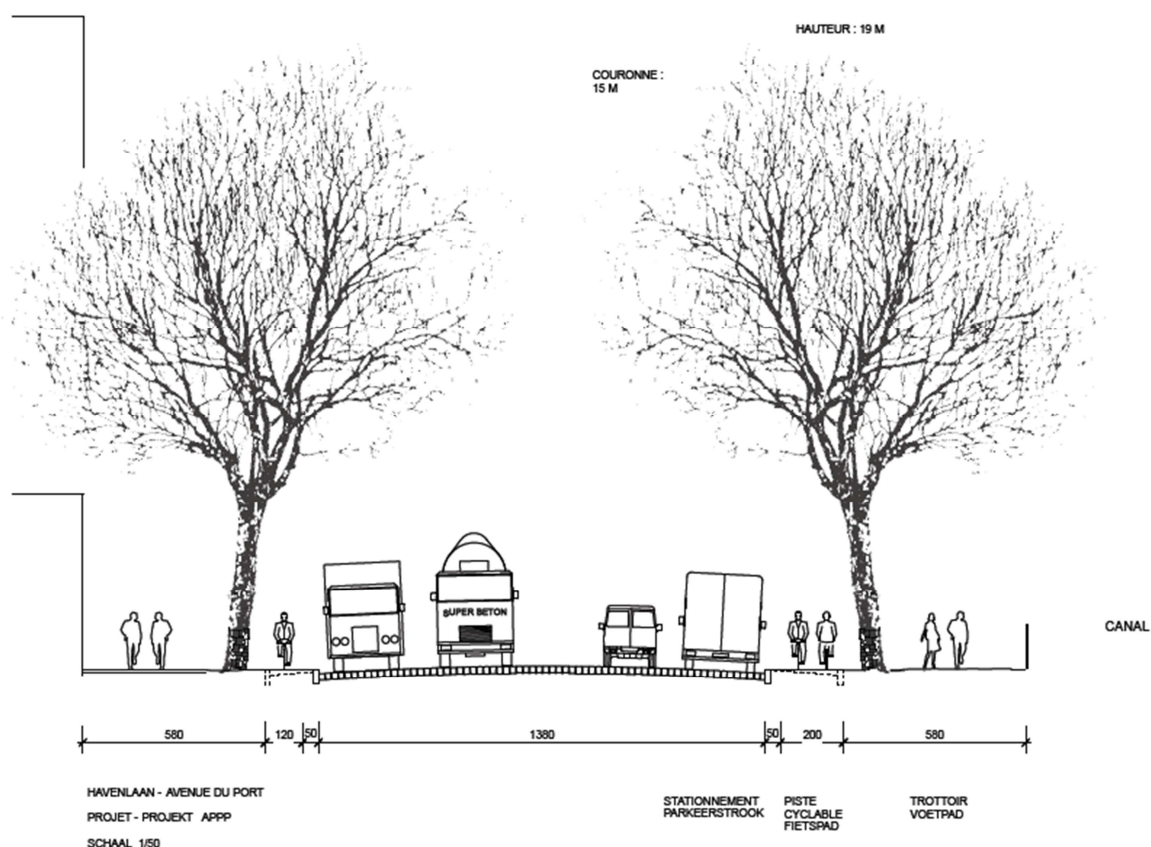 HAUTEUR : 19 M
COURONNE :
15 M
SUPER BETON
CANAL
580 120 50 1380 50 200 580
HAVENLAAN - AVENUE DU PORT
PROJET - PROJEKT APPP
SCHAAL 1/50
STATIONNEMENT
PARKEERSTROOK
PISTE
CYCLABLE
FIETSPAD
TROTTOIR
VOETPAD